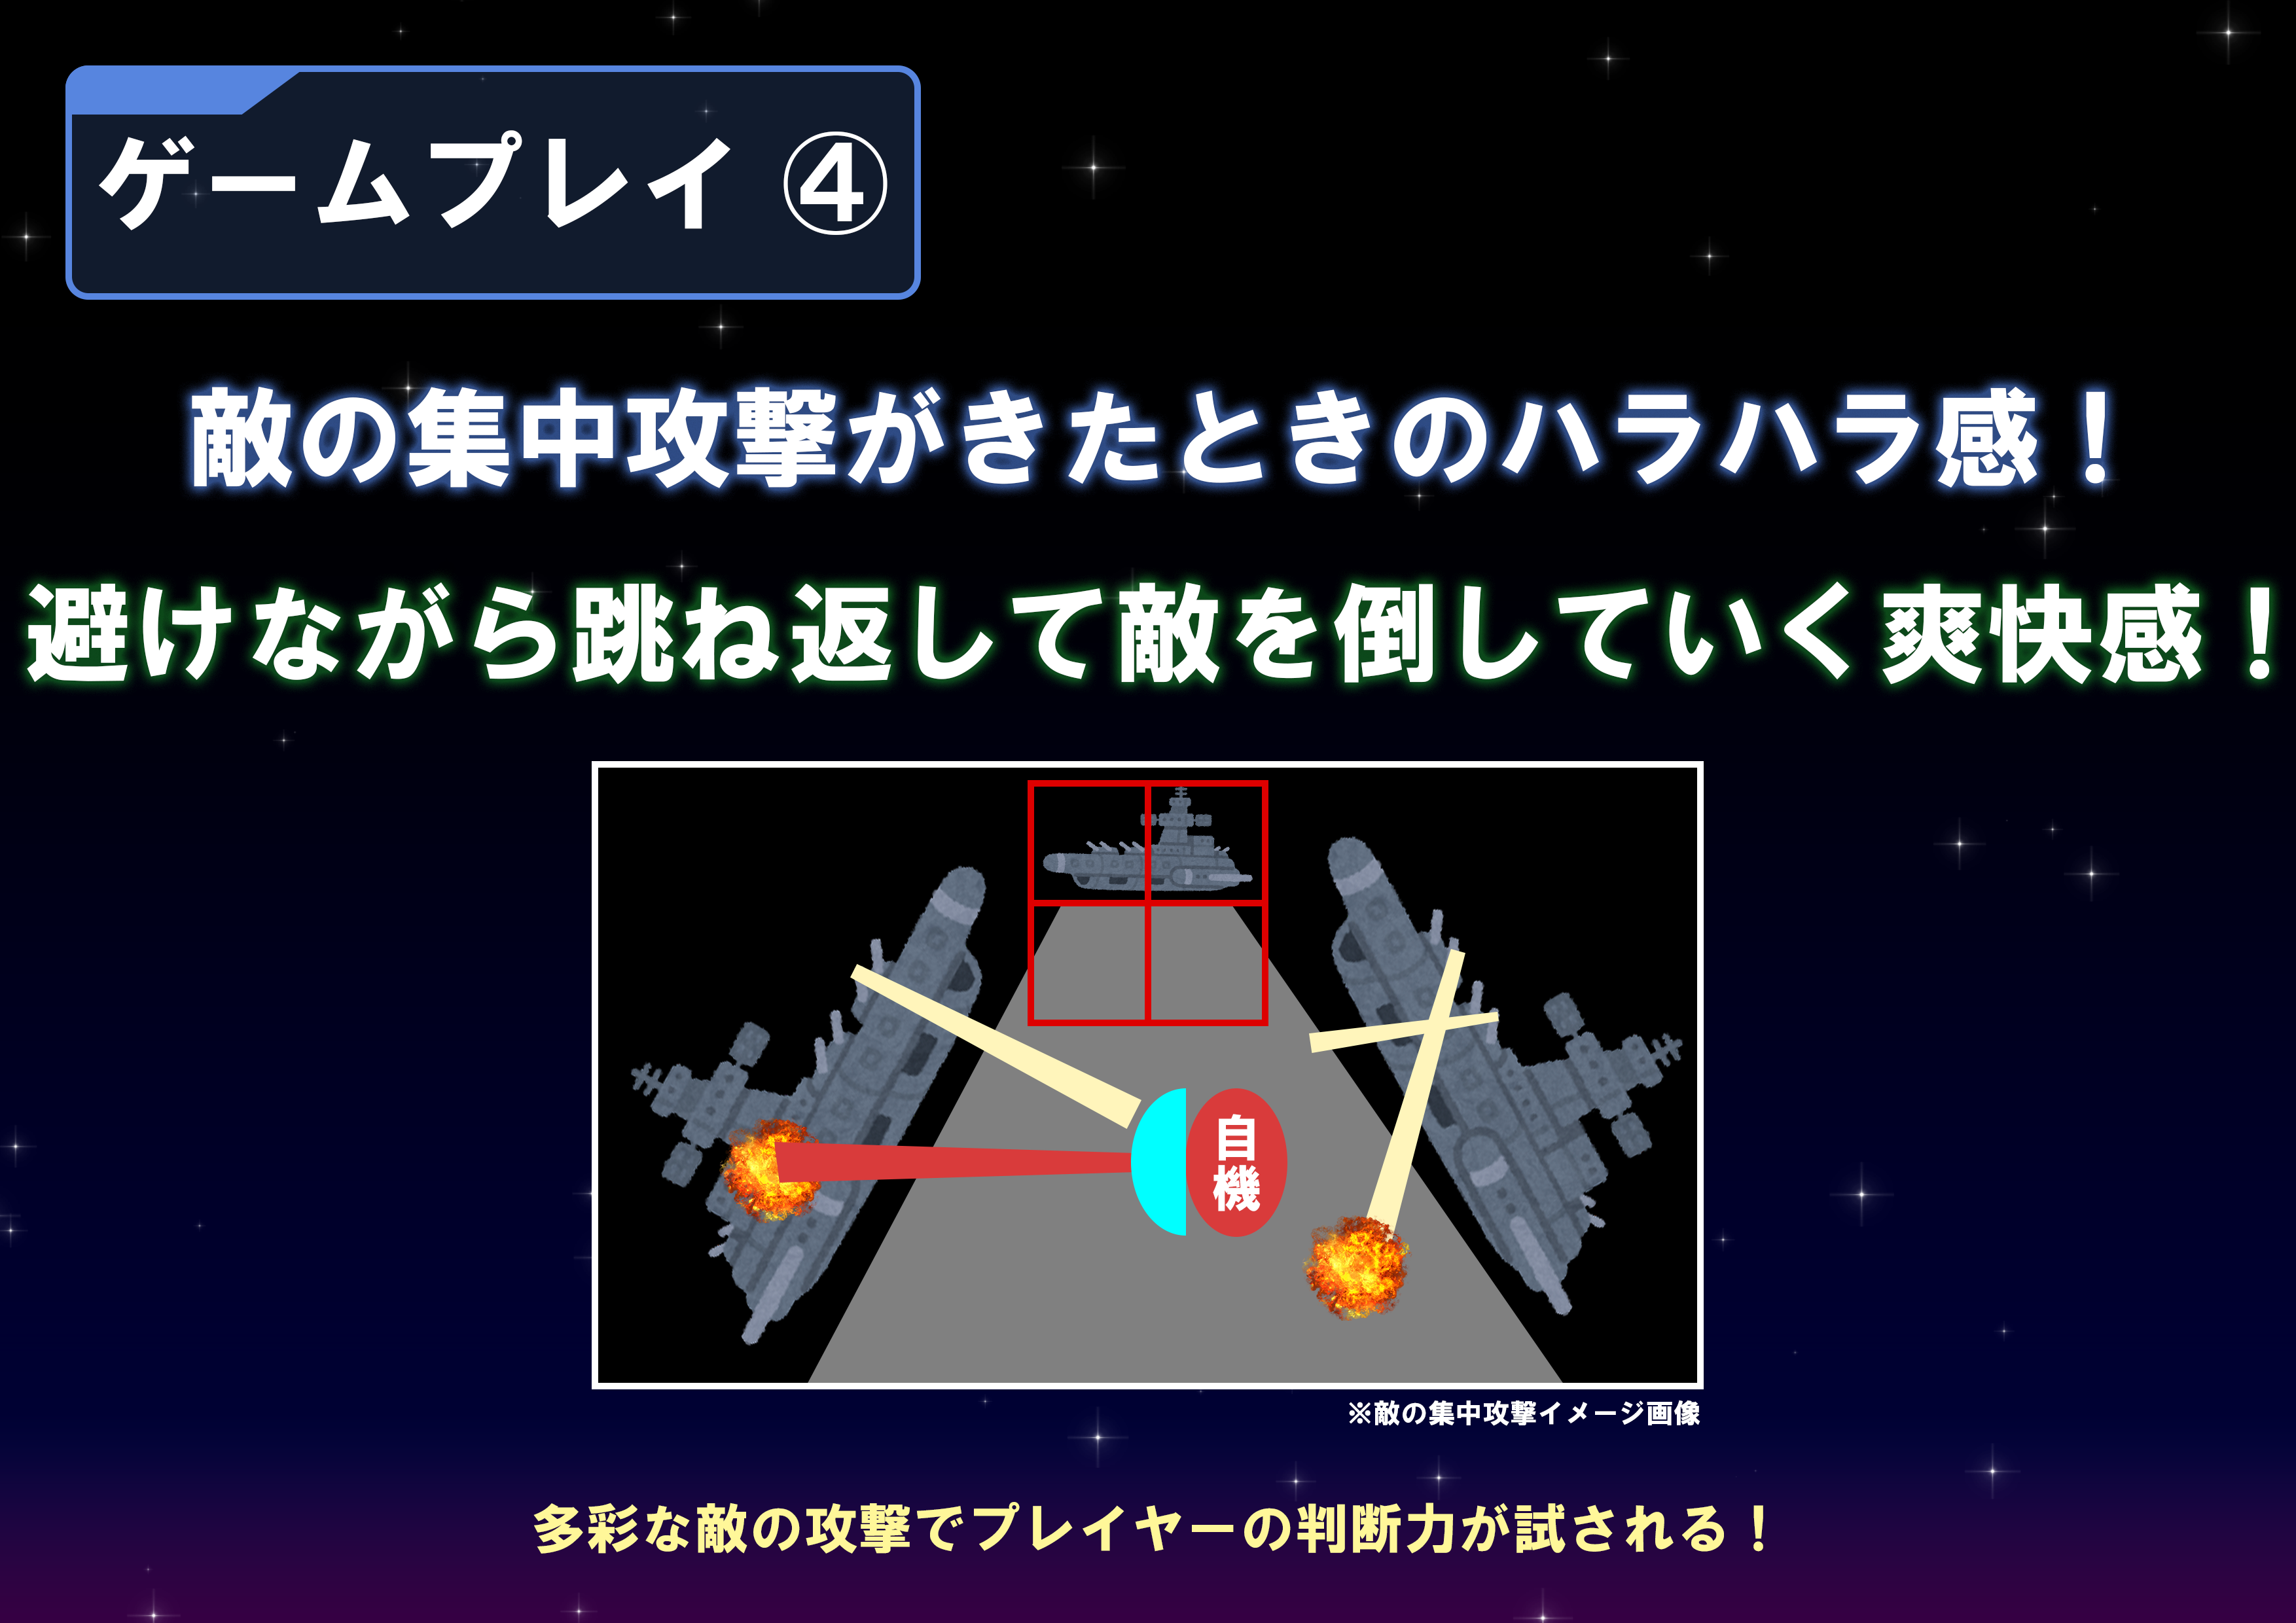 ゲームプレイ ④
敵の集中攻撃がきたときのハラハラ感！
避けながら跳ね返して敵を倒していく爽快感！
自機
※敵の集中攻撃イメージ画像
多彩な敵の攻撃でプレイヤーの判断力が試される！